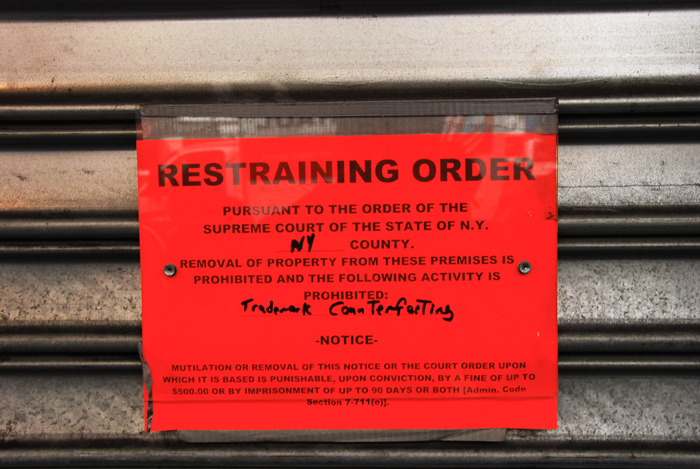 RESTRAINING ORDER
PURSUANT TO THE ORDER OF THE
SUPREME COURT OF THE STATE OF N.Y.
NY COUNTY.
REMOVAL OF PROPERTY FROM THESE PREMISES IS
PROHIBITED AND THE FOLLOWING ACTIVITY IS
PROHIBITED:
Trademark Counterfeiting
-NOTICE-
MUTILATION OR REMOVAL OF THIS NOTICE OR THE COURT ORDER UPON
WHICH IT IS BASED IS PUNISHABLE, UPON CONVICTION, BY A FINE OF UP TO
$500.00 OR BY IMPRISONMENT OF UP TO 90 DAYS OR BOTH [Admin. Code
Section 7-711(e)].